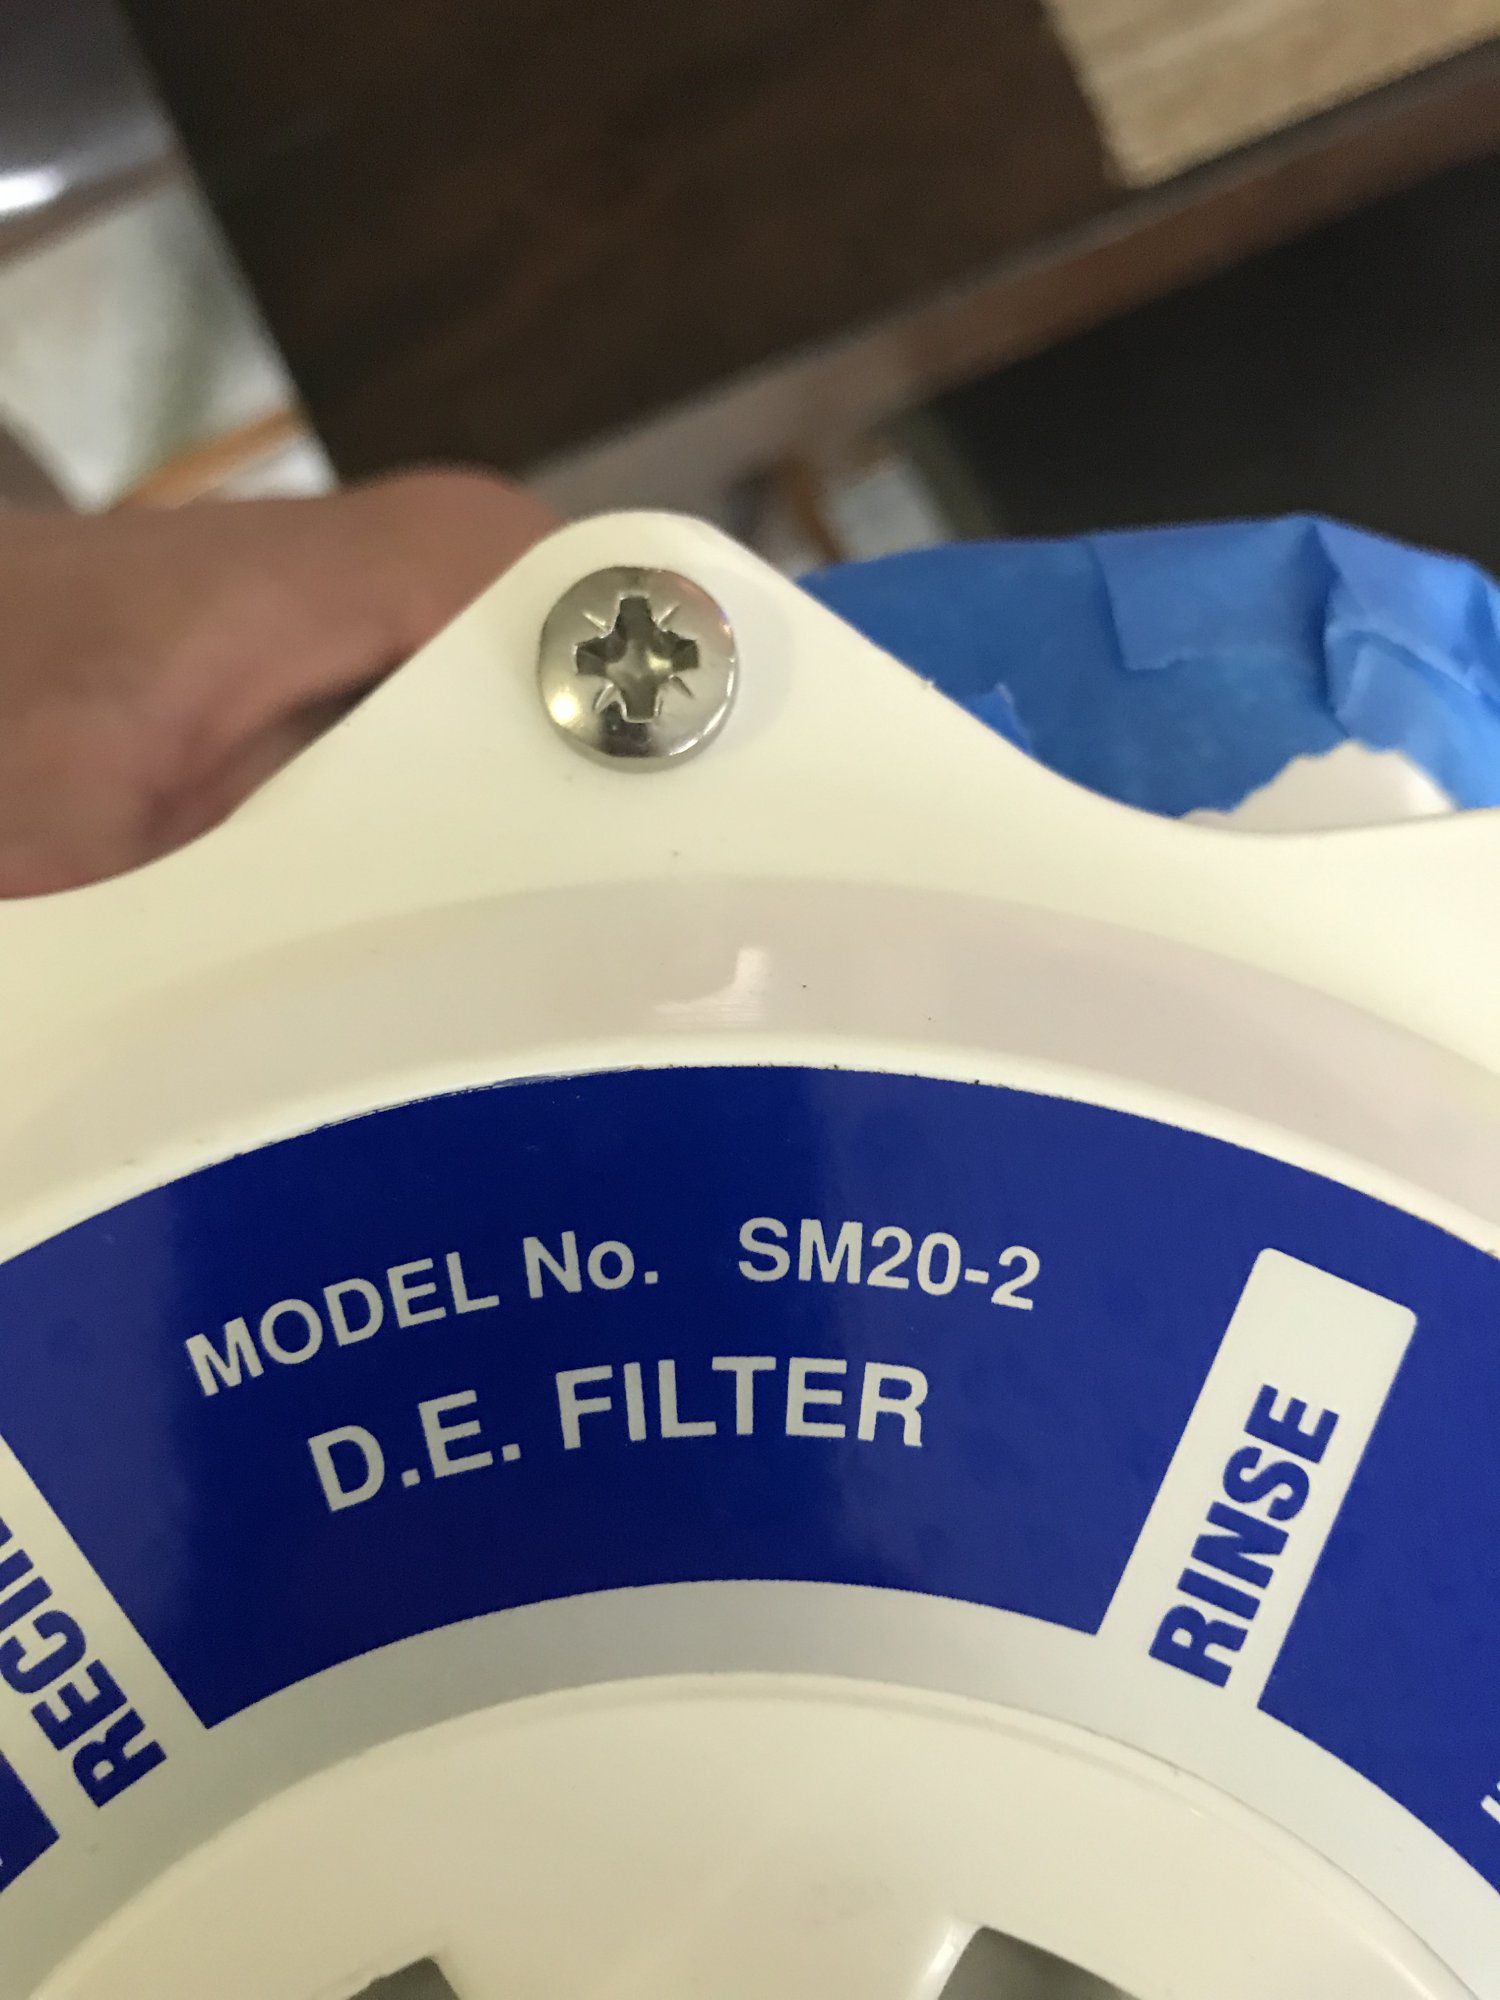 MODEL No. SM20-2
D.E. FILTER
RINSE